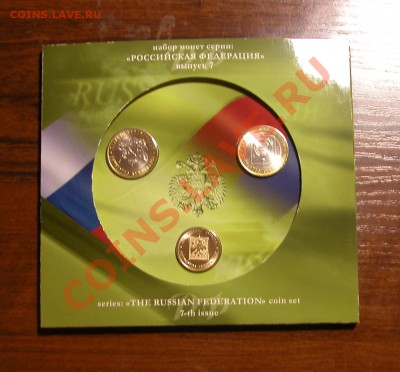 COINS.LAVE.RU
набор монет серии:
«РОССИЙСКАЯ ФЕДЕРАЦИЯ»
выпуск 7
RUSS
COINS.LAVE.RU
series: «THE RUSSIAN FEDERATION» coin set
7-th issue